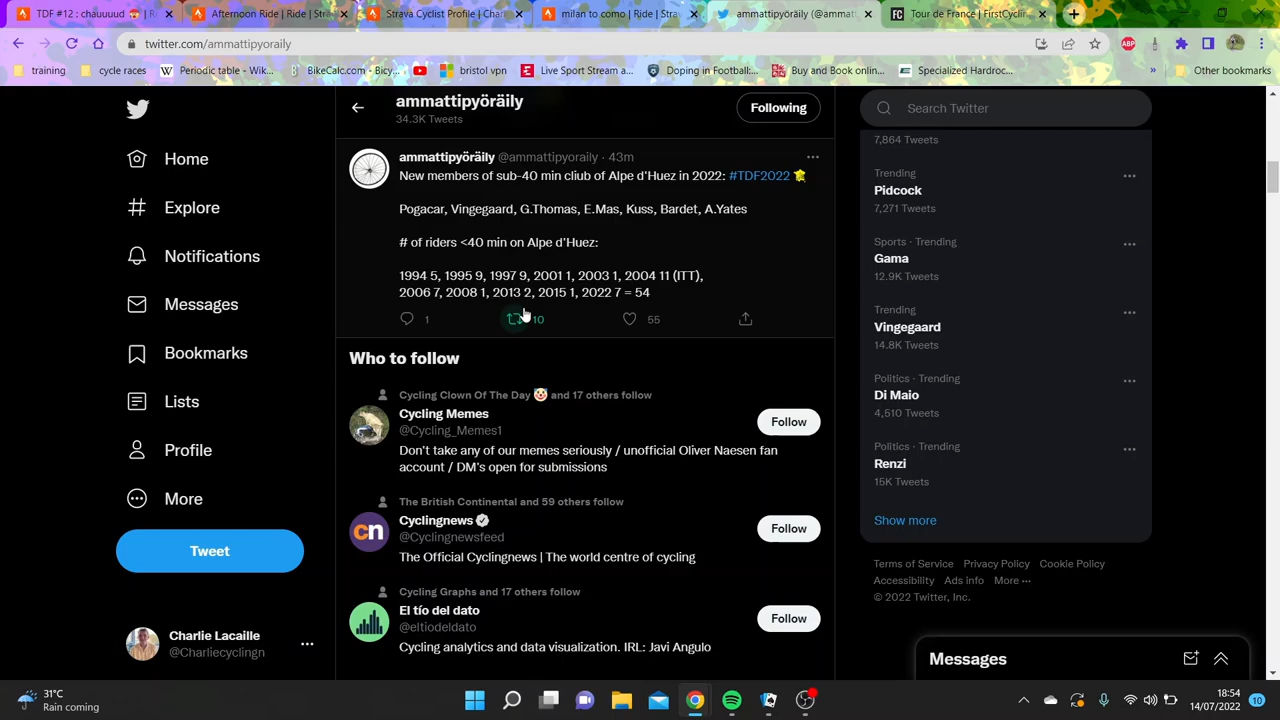 TDF #12 : chauuuud
Afternoon Ride | Ride | Stra
Strava Cyclist Profile | Char
milan to como | Ride | Strav
ammattipyöräily (@ammatti
Tour de France | FirstCyclin
twitter.com/ammattipyoraily
ABP
training
cycle races
Periodic table - Wik...
BikeCalc.com - Bicy...
bristol vpn
Live Sport Stream a...
Doping in Football:...
Buy and Book onlin...
Specialized Hardroc...
Other bookmarks
ammattipyöräily
34.3K Tweets
Following
Search Twitter
Home
Explore
Notifications
Messages
Bookmarks
Lists
Profile
More
Tweet
Charlie Lacaille
@Charliecyclingn
ammattipyöräily @ammattipyoraily · 43m
New members of sub-40 min cliub of Alpe d'Huez in 2022: #TDF2022
Pogacar, Vingegaard, G.Thomas, E.Mas, Kuss, Bardet, A.Yates
# of riders <40 min on Alpe d'Huez:
1994 5, 1995 9, 1997 9, 2001 1, 2003 1, 2004 11 (ITT),
2006 7, 2008 1, 2013 2, 2015 1, 2022 7 = 54
1 10 55
Who to follow
Cycling Clown Of The Day and 17 others follow
Cycling Memes
@Cycling_Memes1
Follow
Don't take any of our memes seriously / unofficial Oliver Naesen fan
account / DM's open for submissions
The British Continental and 59 others follow
Cyclingnews
@Cyclingnewsfeed
cn
Follow
The Official Cyclingnews | The world centre of cycling
Cycling Graphs and 17 others follow
El tío del dato
@eltiodeldato
Follow
Cycling analytics and data visualization. IRL: Javi Angulo
7,864 Tweets
Trending
Pidcock
7,271 Tweets
Sports · Trending
Gama
12.9K Tweets
Trending
Vingegaard
14.8K Tweets
Politics · Trending
Di Maio
4,510 Tweets
Politics · Trending
Renzi
15K Tweets
Show more
Terms of Service Privacy Policy Cookie Policy
Accessibility Ads info More ···
© 2022 Twitter, Inc.
Messages
31°C
Rain coming
18:54
14/07/2022
10